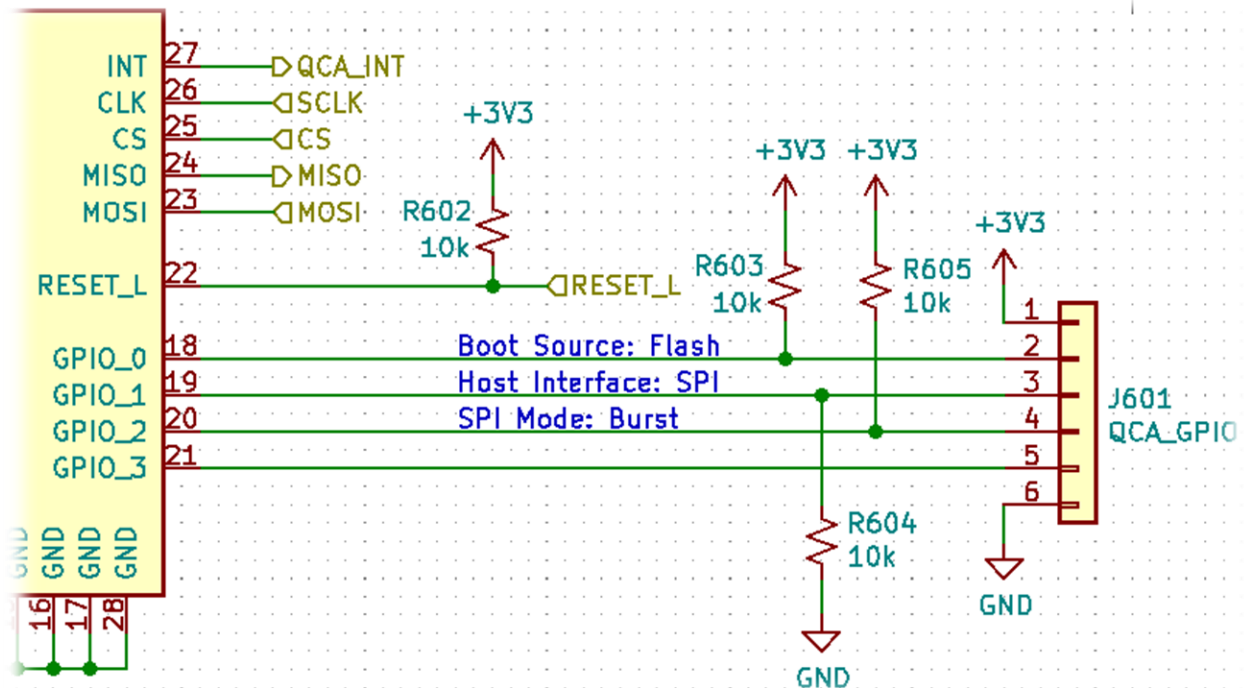 INT 27 QCA_INT
CLK 26 SCLK
CS 25 CS
MISO 24 MISO
MOSI 23 MOSI
RESET_L 22 RESET_L
+3V3
R602
10k
+3V3 +3V3
R603
10k
R605
10k
+3V3
GPIO_0 18 Boot Source: Flash 2
GPIO_1 19 Host Interface: SPI 3
GPIO_2 20 SPI Mode: Burst 4
GPIO_3 21 5
1
6
J601
QCA_GPIO
R604
10k
GND
GND
GND GND GND GND
16 17 28